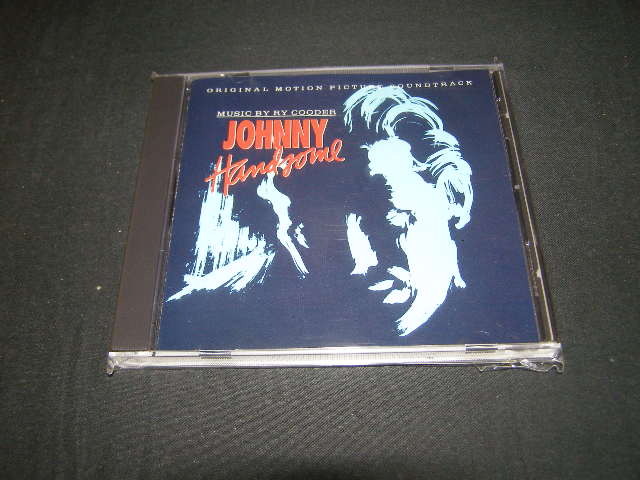 ORIGINAL MOTION PICTURE SOUNDTRACK
MUSIC BY RY COODER
JOHNNY
Handsome